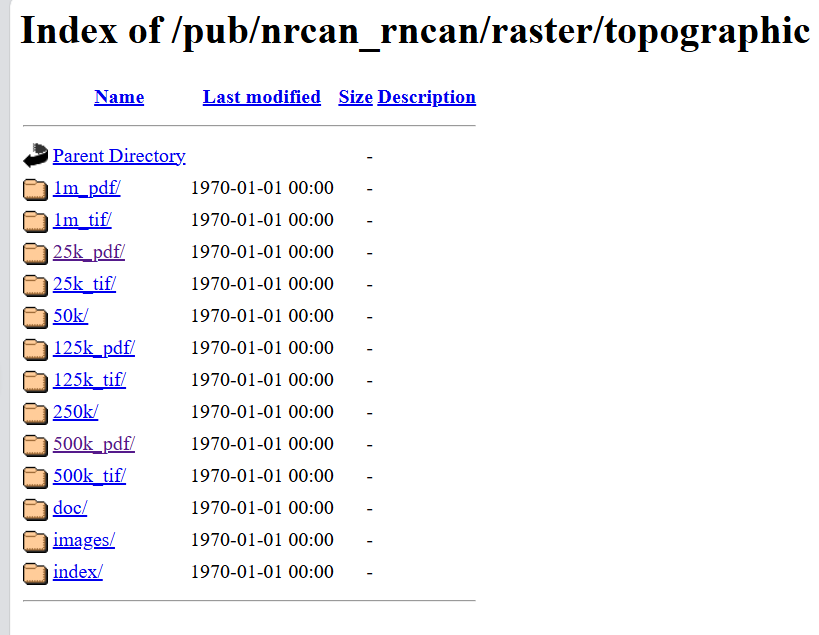 Index of /pub/nrcan_rncan/raster/topographic
Name Last modified Size Description
Parent Directory -
1m_pdf/ 1970-01-01 00:00 -
1m_tif/ 1970-01-01 00:00 -
25k_pdf/ 1970-01-01 00:00 -
25k_tif/ 1970-01-01 00:00 -
50k/ 1970-01-01 00:00 -
125k_pdf/ 1970-01-01 00:00 -
125k_tif/ 1970-01-01 00:00 -
250k/ 1970-01-01 00:00 -
500k_pdf/ 1970-01-01 00:00 -
500k_tif/ 1970-01-01 00:00 -
doc/ 1970-01-01 00:00 -
images/ 1970-01-01 00:00 -
index/ 1970-01-01 00:00 -